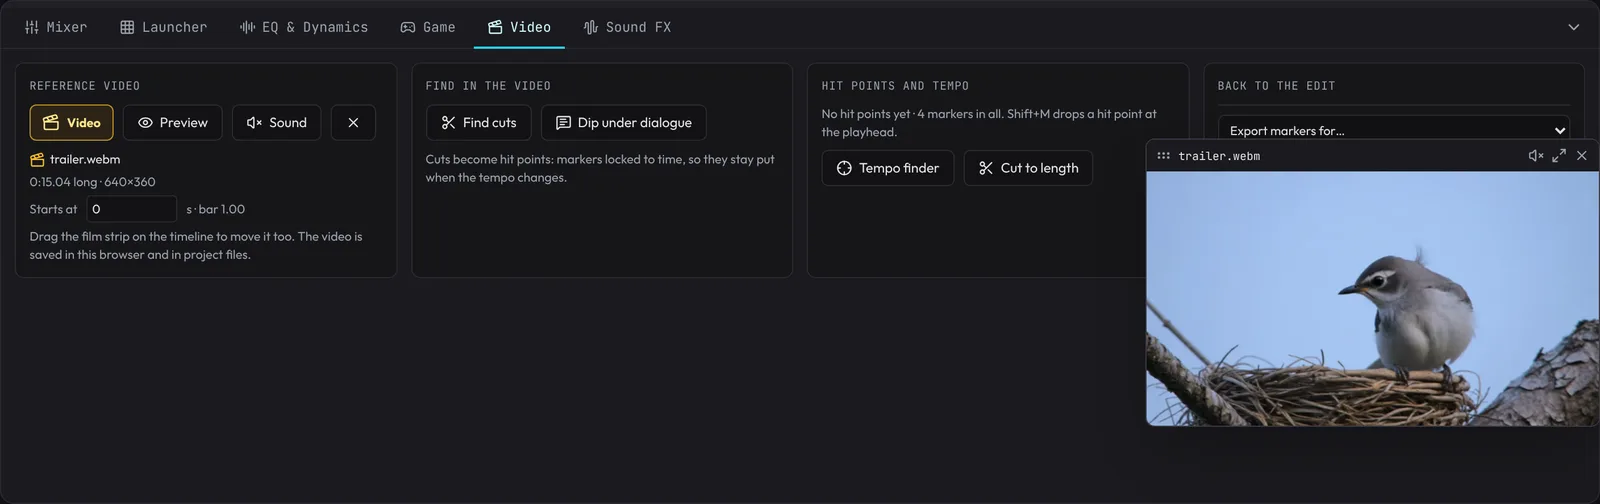 Mixer
Launcher
EQ & Dynamics
Game
Video
Sound FX
REFERENCE VIDEO
Video
Preview
Sound
trailer.webm
0:15.04 long · 640×360
Starts at 0 s · bar 1.00
Drag the film strip on the timeline to move it too. The video is
saved in this browser and in project files.
FIND IN THE VIDEO
Find cuts
Dip under dialogue
Cuts become hit points: markers locked to time, so they stay put
when the tempo changes.
HIT POINTS AND TEMPO
No hit points yet · 4 markers in all. Shift+M drops a hit point at
the playhead.
Tempo finder
Cut to length
BACK TO THE EDIT
Export markers for...
trailer.webm